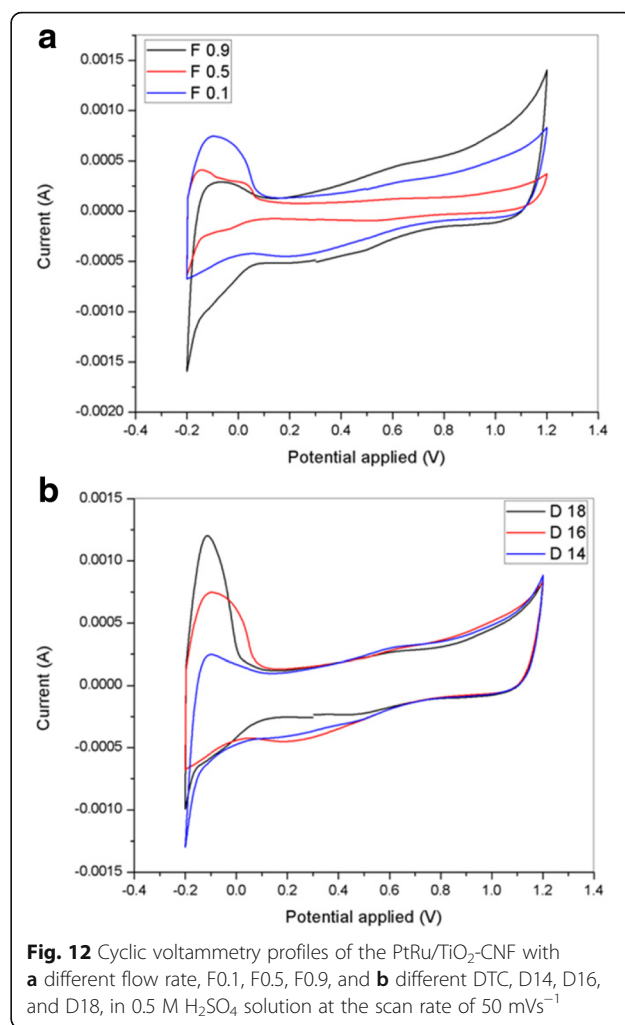 a
F 0.9
F 0.5
F 0.1
0.0015
0.0010
0.0005
0.0000
-0.0005
-0.0010
-0.0015
-0.0020
Current (A)
-0.4 -0.2 0.0 0.2 0.4 0.6 0.8 1.0 1.2 1.4
Potential applied (V)
b
D 18
D 16
D 14
0.0015
0.0010
0.0005
0.0000
-0.0005
-0.0010
-0.0015
Current (A)
-0.4 -0.2 0.0 0.2 0.4 0.6 0.8 1.0 1.2 1.4
Potential applied (V)
Fig. 12 Cyclic voltammetry profiles of the PtRu/TiO₂-CNF with
a different flow rate, F0.1, F0.5, F0.9, and b different DTC, D14, D16,
and D18, in 0.5 M H₂SO₄ solution at the scan rate of 50 mVs⁻¹